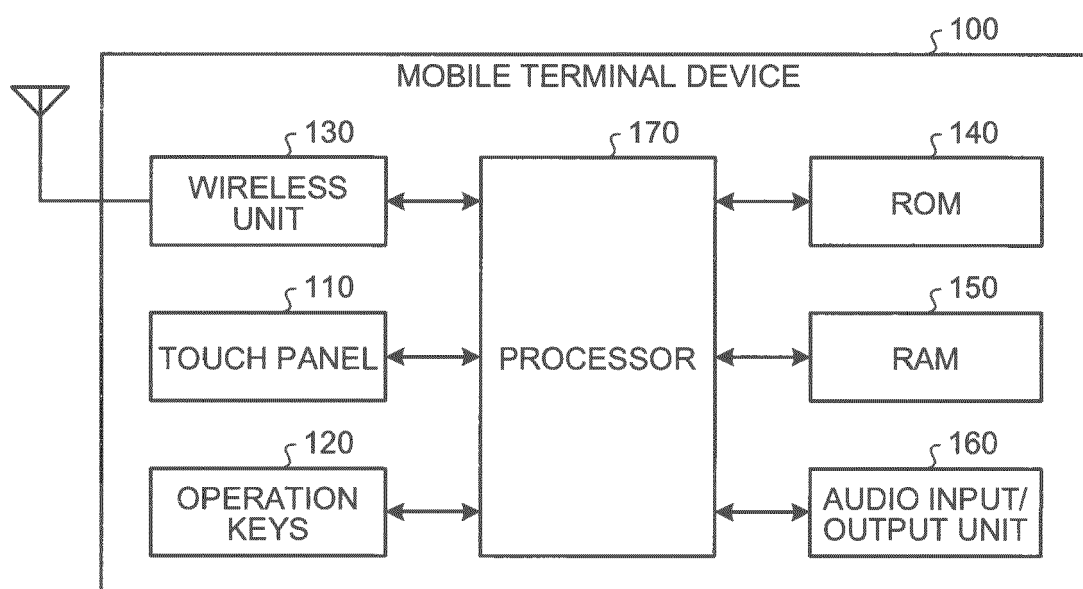 100
MOBILE TERMINAL DEVICE
130
170
140
WIRELESS
UNIT
ROM
110
150
TOUCH PANEL
PROCESSOR
RAM
120
160
OPERATION
KEYS
AUDIO INPUT/
OUTPUT UNIT